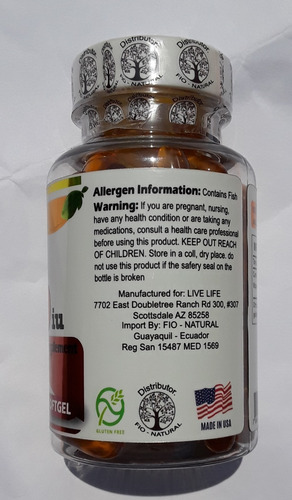 Distributor
FIO - NATURAL
Allergen Information: Contains Fish
Warning: If you are pregnant, nursing,
have any health condition or are taking any
medications, consult a health care professional
before using this product. KEEP OUT REACH
OF CHILDREN. Store in a coll, dry place. do
not use this product if the safety seal on the
bottle is broken
Manufactured for: LIVE LIFE
7702 East Doubletree Ranch Rd 300, #307
Scottsdale AZ 85258
Import By: FIO - NATURAL
Guayaquil - Ecuador
Reg San 15487 MED 1569
iu
FTGEL
GLUTEN FREE
Distributor
FIO - NATURAL
MADE IN USA